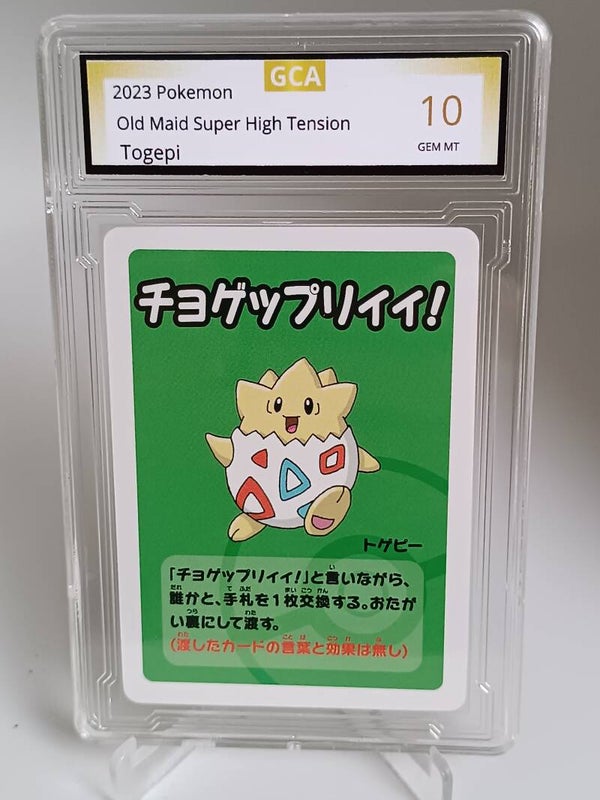 GCA
2023 Pokemon
10
Old Maid Super High Tension
GEM MT
Togepi
チョゲップリィィ!
トゲピー
「チョゲップリィィ!」と言いながら、
誰かと、手札を1枚交換する。おたが
い裏にして渡す。
(渡したカードの言葉と効果は無し)